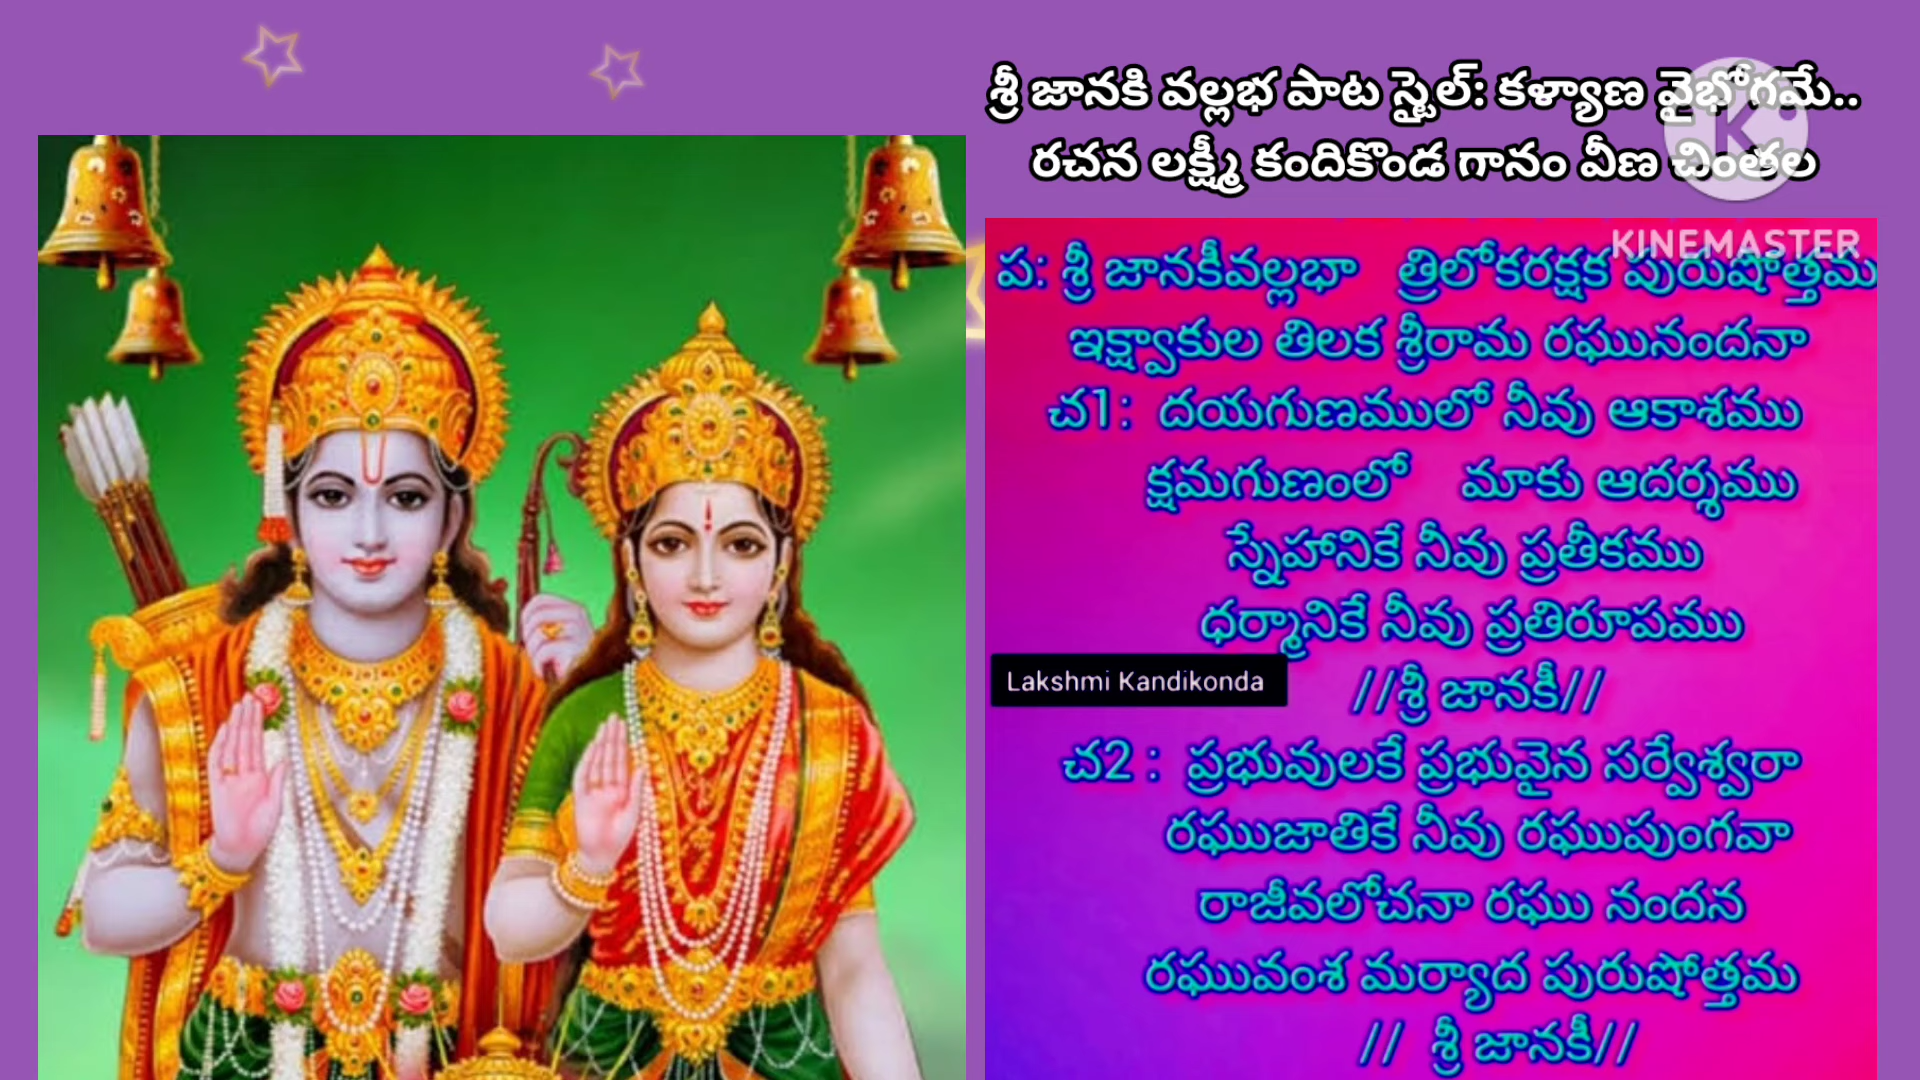 శ్రీ జానకి వల్లభ పాట స్టైల్: కళ్యాణ వైభోగమే..
రచన లక్ష్మీ కందికొండ గానం వీణ చింతల
KINEMASTER
ప: శ్రీ జానకీవల్లభా త్రిలోకరక్షక పురుషోత్తమ
ఇక్ష్వాకుల తిలక శ్రీరామ రఘునందనా
చ1: దయగుణములో నీవు ఆకాశము
క్షమగుణంలో మాకు ఆదర్శము
స్నేహానికే నీవు ప్రతీకము
ధర్మానికే నీవు ప్రతిరూపము
Lakshmi Kandikonda
//శ్రీ జానకీ//
చ2 : ప్రభువులకే ప్రభువైన సర్వేశ్వరా
రఘుజాతికే నీవు రఘుపుంగవా
రాజీవలోచనా రఘు నందన
రఘువంశ మర్యాద పురుషోత్తమ
// శ్రీ జానకీ//